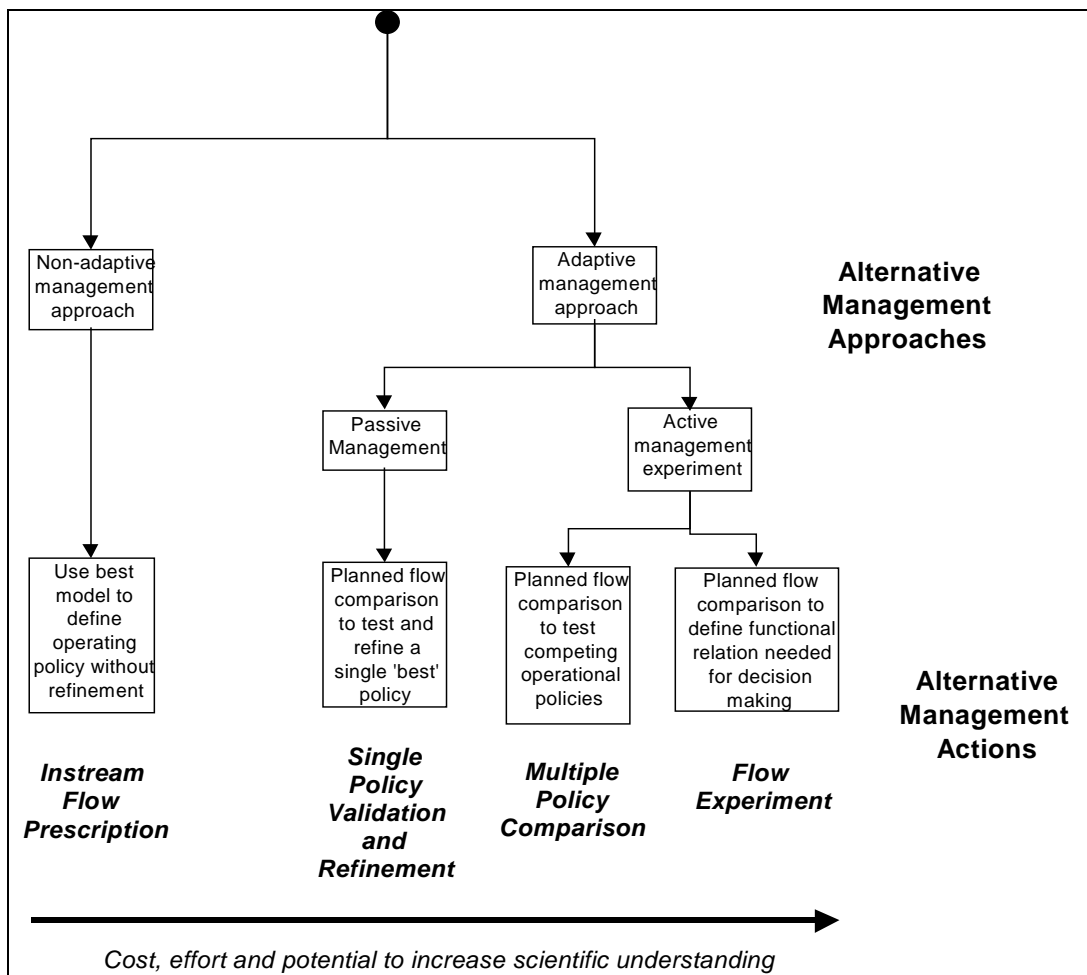 Non-adaptive
management
approach
Adaptive
management
approach
Alternative
Management
Approaches
Passive
Management
Active
management
experiment
Use best
model to
define
operating
policy without
refinement
Planned flow
comparison
to test and
refine a
single 'best'
policy
Planned flow
comparison
to test
competing
operational
policies
Planned flow
comparison to
define functional
relation needed
for decision
making
Alternative
Management
Actions
Instream
Flow
Prescription
Single
Policy
Validation
and
Refinement
Multiple
Policy
Comparison
Flow
Experiment
Cost, effort and potential to increase scientific understanding